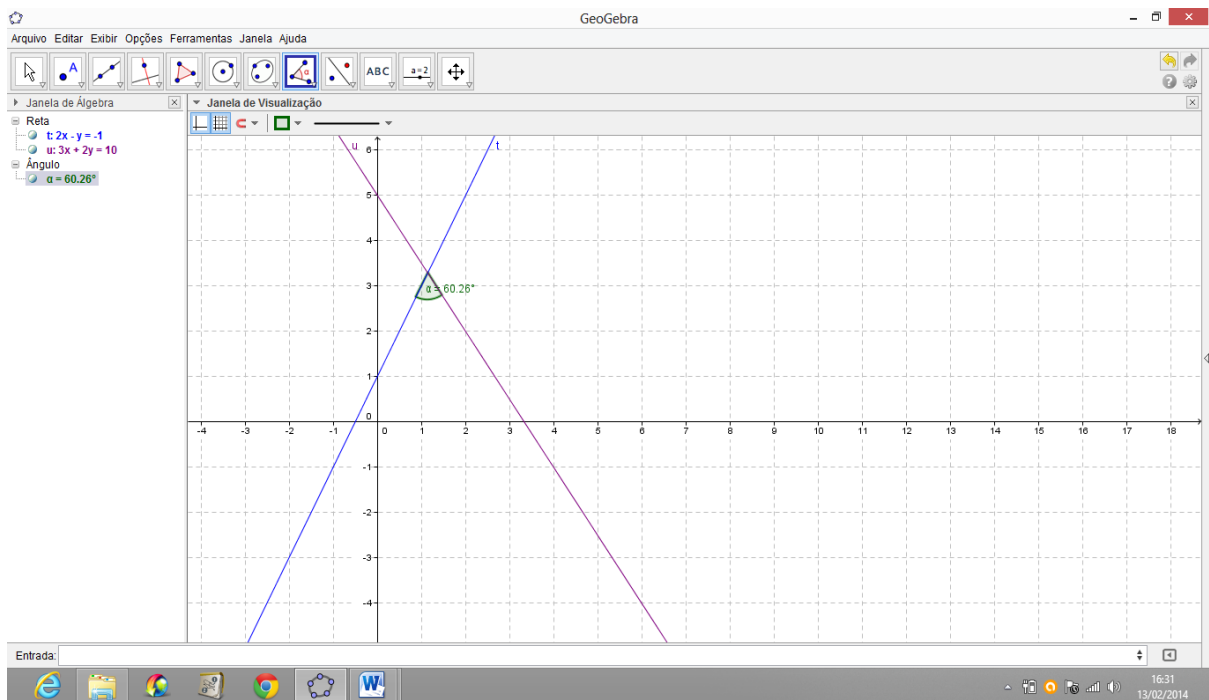 GeoGebra
Arquivo Editar Exibir Opções Ferramentas Janela Ajuda
A
α
ABC
a=2
Janela de Álgebra
Janela de Visualização
Reta
t: 2x - y = -1
u: 3x + 2y = 10
Ângulo
α = 60.26°
u
t
6
5
4
3
2
1
0
-1
-2
-3
-4
α = 60.26°
-4 -3 -2 -1 0 1 2 3 4 5 6 7 8 9 10 11 12 13 14 15 16 17 18
Entrada:
W
16:31
13/02/2014